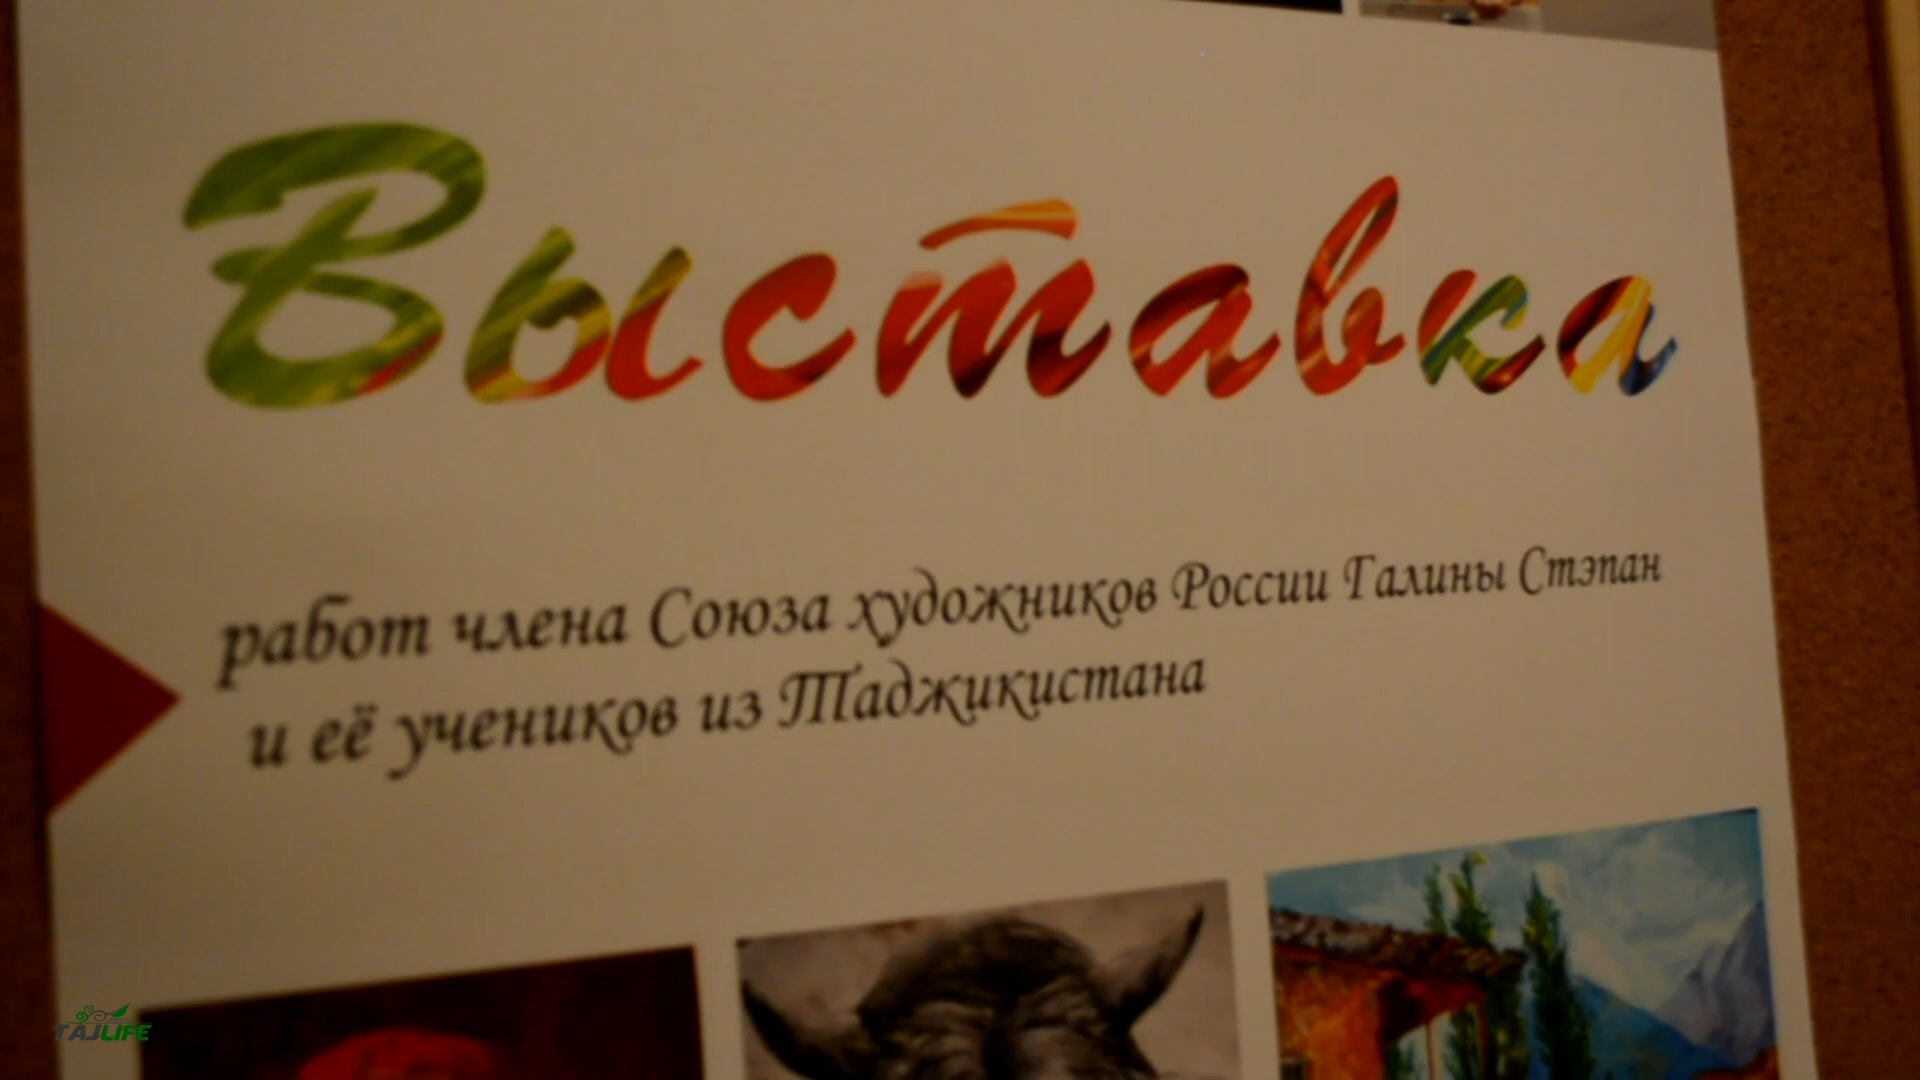 Выставка
работ члена Союза художников России Галины Стэпан
и её учеников из Таджикистана
TAJLIFE